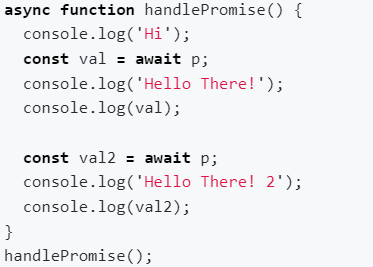 async function handlePromise() {
  console.log('Hi');
  const val = await p;
  console.log('Hello There!');
  console.log(val);

  const val2 = await p;
  console.log('Hello There! 2');
  console.log(val2);
}
handlePromise();